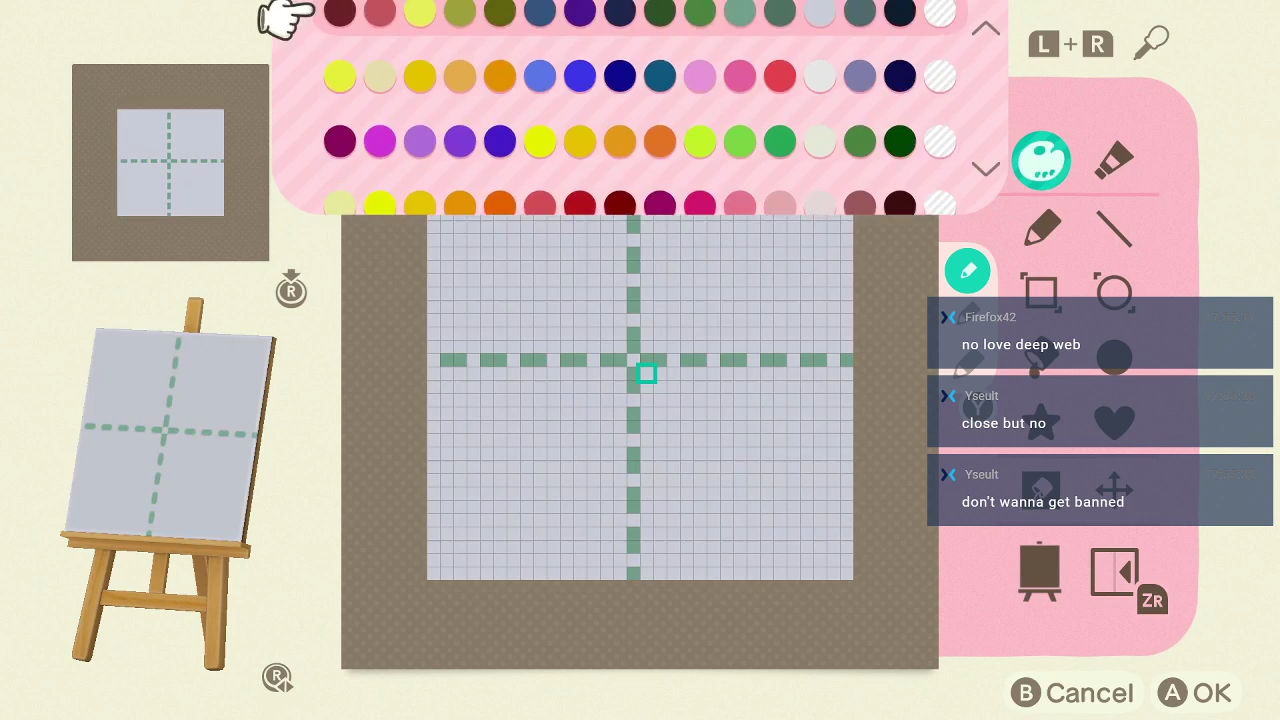 L + R
R
Firefox42
no love deep web
Yseult
close but no
Y
Yseult
don't wanna get banned
ZR
R
B Cancel A OK